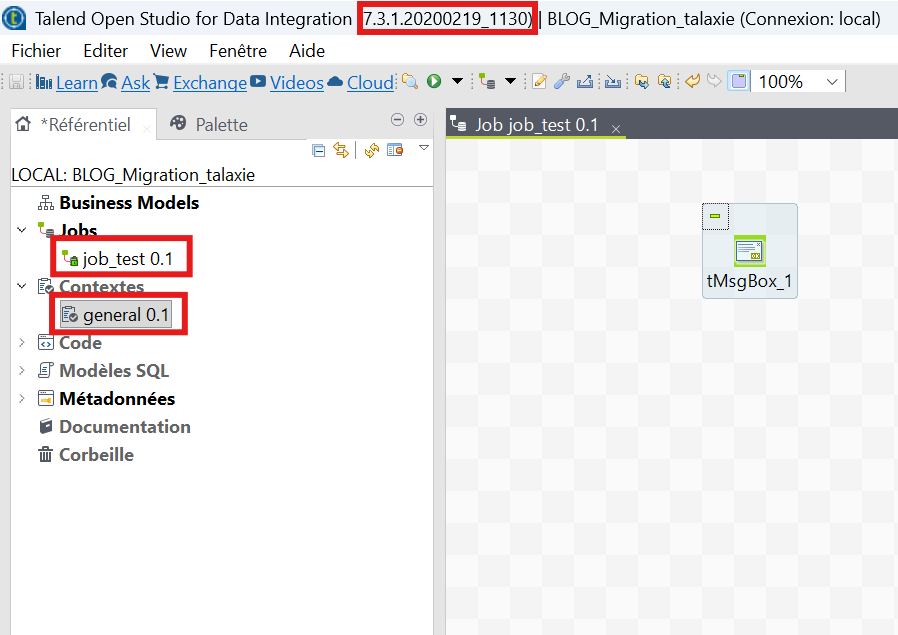 Talend Open Studio for Data Integration (7.3.1.20200219_1130) | BLOG_Migration_talaxie (Connexion: local)
Fichier Editer View Fenêtre Aide
Learn Ask Exchange Videos Cloud 100%
*Référentiel Palette
Job job_test 0.1
LOCAL: BLOG_Migration_talaxie
Business Models
Jobs
job_test 0.1
Contextes
general 0.1
Code
Modèles SQL
Métadonnées
Documentation
Corbeille
tMsgBox_1